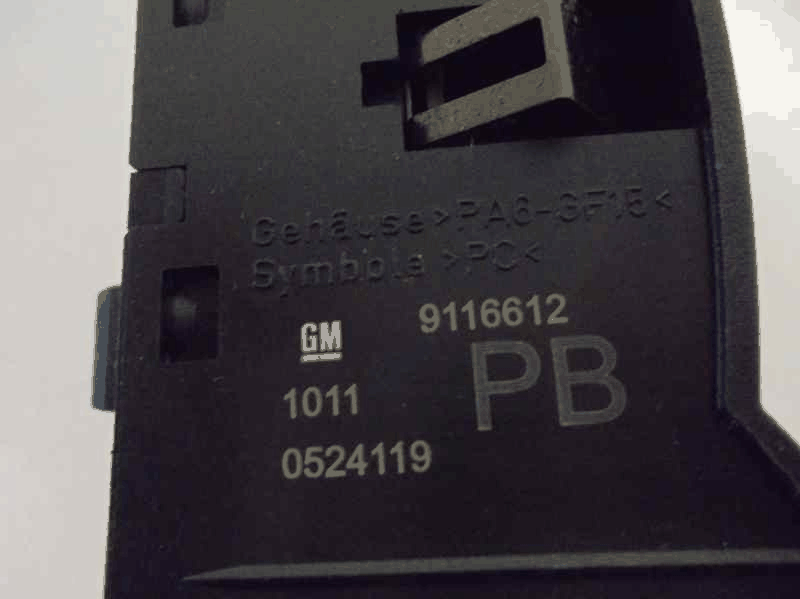 Gehäuse >PA6-GF15<
Symbole >PC<
GM 9116612
PB
1011
0524119